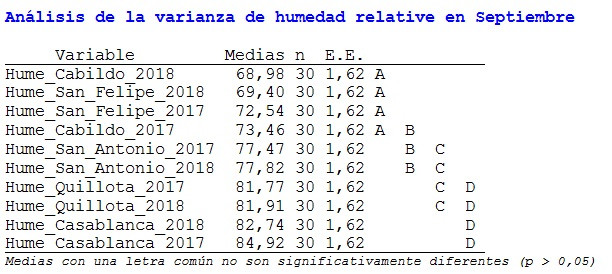 Análisis de la varianza de humedad relative en Septiembre
Variable Medias n E.E.
Hume_Cabildo_2018 68,98 30 1,62 A
Hume_San_Felipe_2018 69,40 30 1,62 A
Hume_San_Felipe_2017 72,54 30 1,62 A
Hume_Cabildo_2017 73,46 30 1,62 A B
Hume_San_Antonio_2017 77,47 30 1,62 B C
Hume_San_Antonio_2018 77,82 30 1,62 B C
Hume_Quillota_2017 81,77 30 1,62 C D
Hume_Quillota_2018 81,91 30 1,62 C D
Hume_Casablanca_2018 82,74 30 1,62 D
Hume_Casablanca_2017 84,92 30 1,62 D
Medias con una letra común no son significativamente diferentes (p > 0,05)